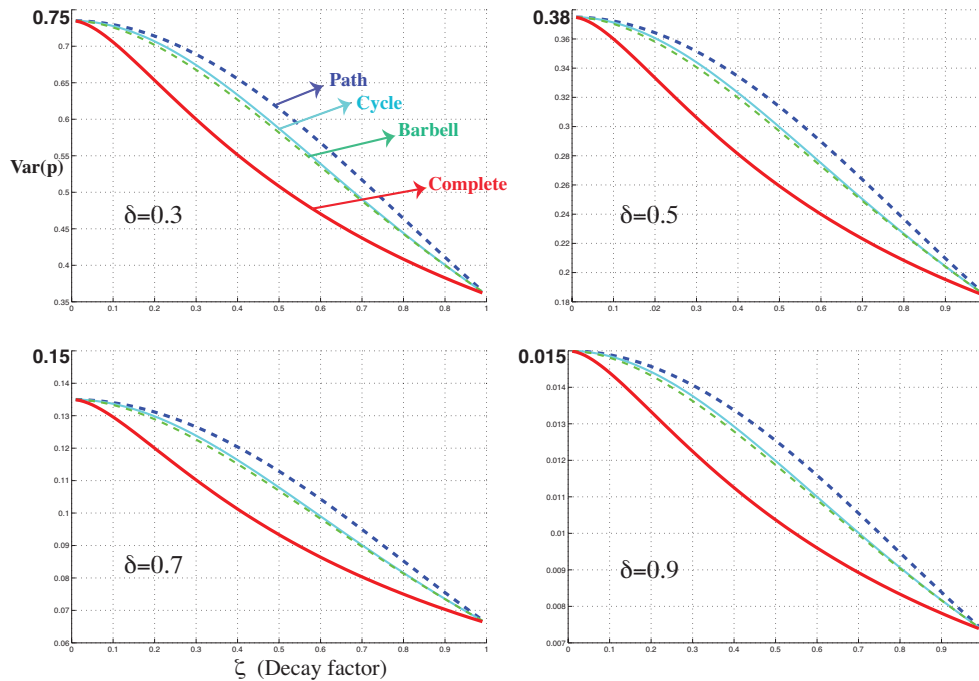 0.75
0.7
0.65
0.6
0.55
Var(p)
0.5
0.45
0.4
0.35
Path
Cycle
Barbell
Complete
δ=0.3
0 0.1 0.2 0.3 0.4 0.5 0.6 0.7 0.8 0.9 1
0.38
0.36
0.34
0.32
0.3
0.28
0.26
0.24
0.22
0.2
0.18
δ=0.5
0 0.1 .02 0.3 0.4 0.5 0.6 0.7 0.8 0.9
0.15
0.14
0.13
0.12
0.11
0.1
0.09
0.08
0.07
0.06
δ=0.7
0 0.1 0.2 0.3 0.4 0.5 0.6 0.7 0.8 0.9 1
ζ (Decay factor)
0.015
0.014
0.013
0.012
0.011
0.01
0.009
0.008
0.007
δ=0.9
0 0.1 0.2 0.3 0.4 0.5 0.6 0.7 0.8 0.9